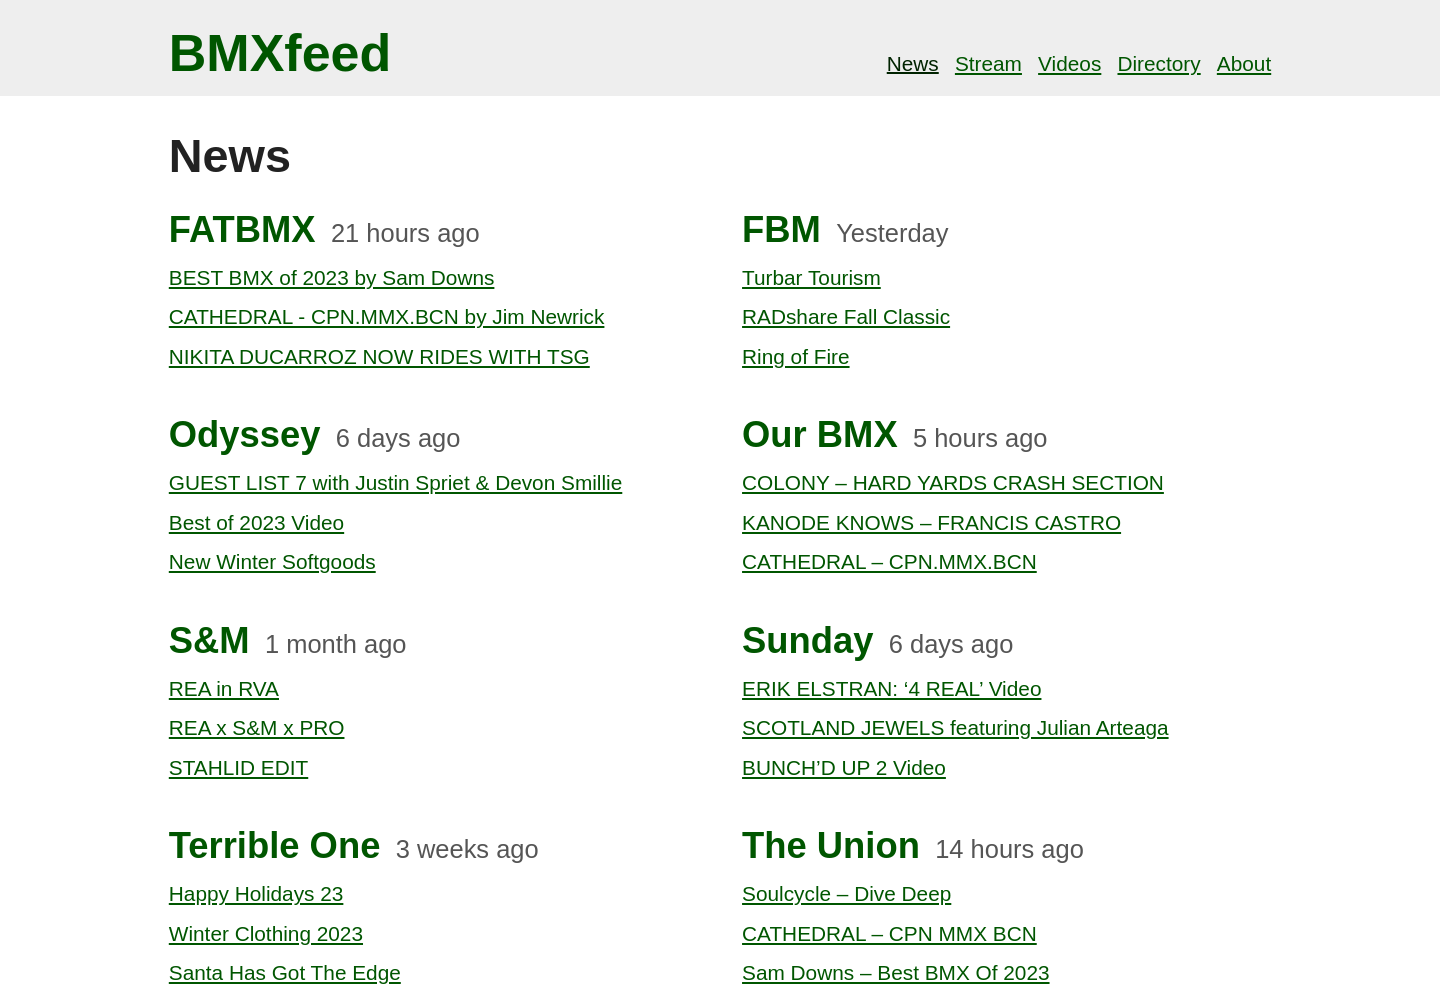 BMXfeed
News Stream Videos Directory About
News
FATBMX 21 hours ago
BEST BMX of 2023 by Sam Downs
CATHEDRAL - CPN.MMX.BCN by Jim Newrick
NIKITA DUCARROZ NOW RIDES WITH TSG
FBM Yesterday
Turbar Tourism
RADshare Fall Classic
Ring of Fire
Odyssey 6 days ago
GUEST LIST 7 with Justin Spriet & Devon Smillie
Best of 2023 Video
New Winter Softgoods
Our BMX 5 hours ago
COLONY – HARD YARDS CRASH SECTION
KANODE KNOWS – FRANCIS CASTRO
CATHEDRAL – CPN.MMX.BCN
S&M 1 month ago
REA in RVA
REA x S&M x PRO
STAHLID EDIT
Sunday 6 days ago
ERIK ELSTRAN: ‘4 REAL’ Video
SCOTLAND JEWELS featuring Julian Arteaga
BUNCH’D UP 2 Video
Terrible One 3 weeks ago
Happy Holidays 23
Winter Clothing 2023
Santa Has Got The Edge
The Union 14 hours ago
Soulcycle – Dive Deep
CATHEDRAL – CPN MMX BCN
Sam Downs – Best BMX Of 2023